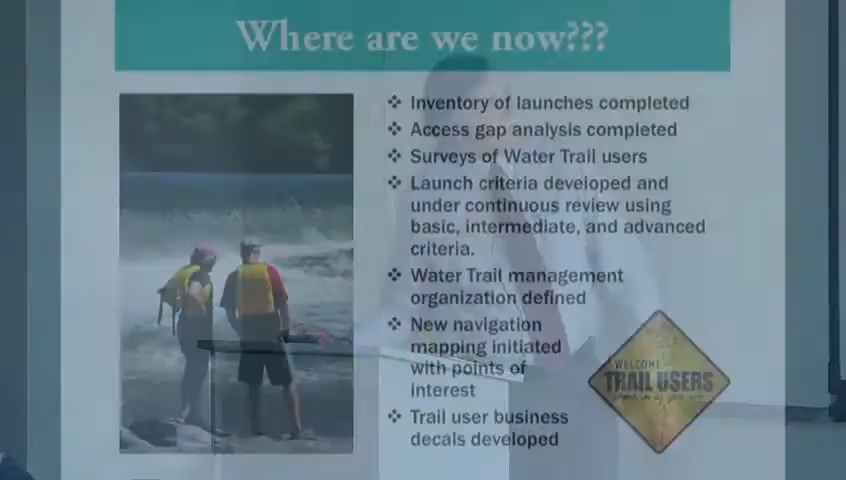 Where are we now???
❖ Inventory of launches completed
❖ Access gap analysis completed
❖ Surveys of Water Trail users
❖ Launch criteria developed and
under continuous review using
basic, intermediate, and advanced
criteria.
❖ Water Trail management
organization defined
❖ New navigation
mapping initiated
with points of
interest
❖ Trail user business
decals developed
WELCOME
TRAIL USERS